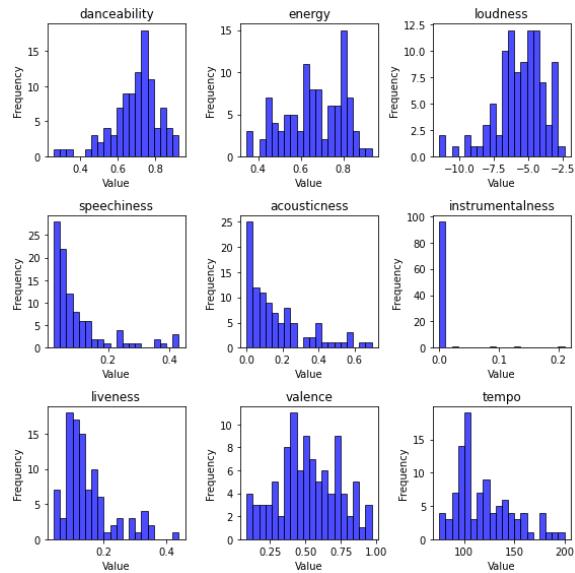 danceability
energy
loudness
Frequency
15
10
5
0
0.4
0.6
0.8
Value
Frequency
15
10
5
0
0.4
0.6
0.8
Value
Frequency
12.5
10.0
7.5
5.0
2.5
0.0
−10.0
−7.5
−5.0
−2.5
Value
speechiness
acousticness
instrumentalness
Frequency
25
20
15
10
5
0
0.2
0.4
Value
Frequency
25
20
15
10
5
0
0.0
0.2
0.4
0.6
Value
Frequency
100
80
60
40
20
0
0.0
0.1
0.2
Value
liveness
valence
tempo
Frequency
15
10
5
0
0.2
0.4
Value
Frequency
10
8
6
4
2
0
0.25
0.50
0.75
1.00
Value
Frequency
15
10
5
0
100
150
200
Value